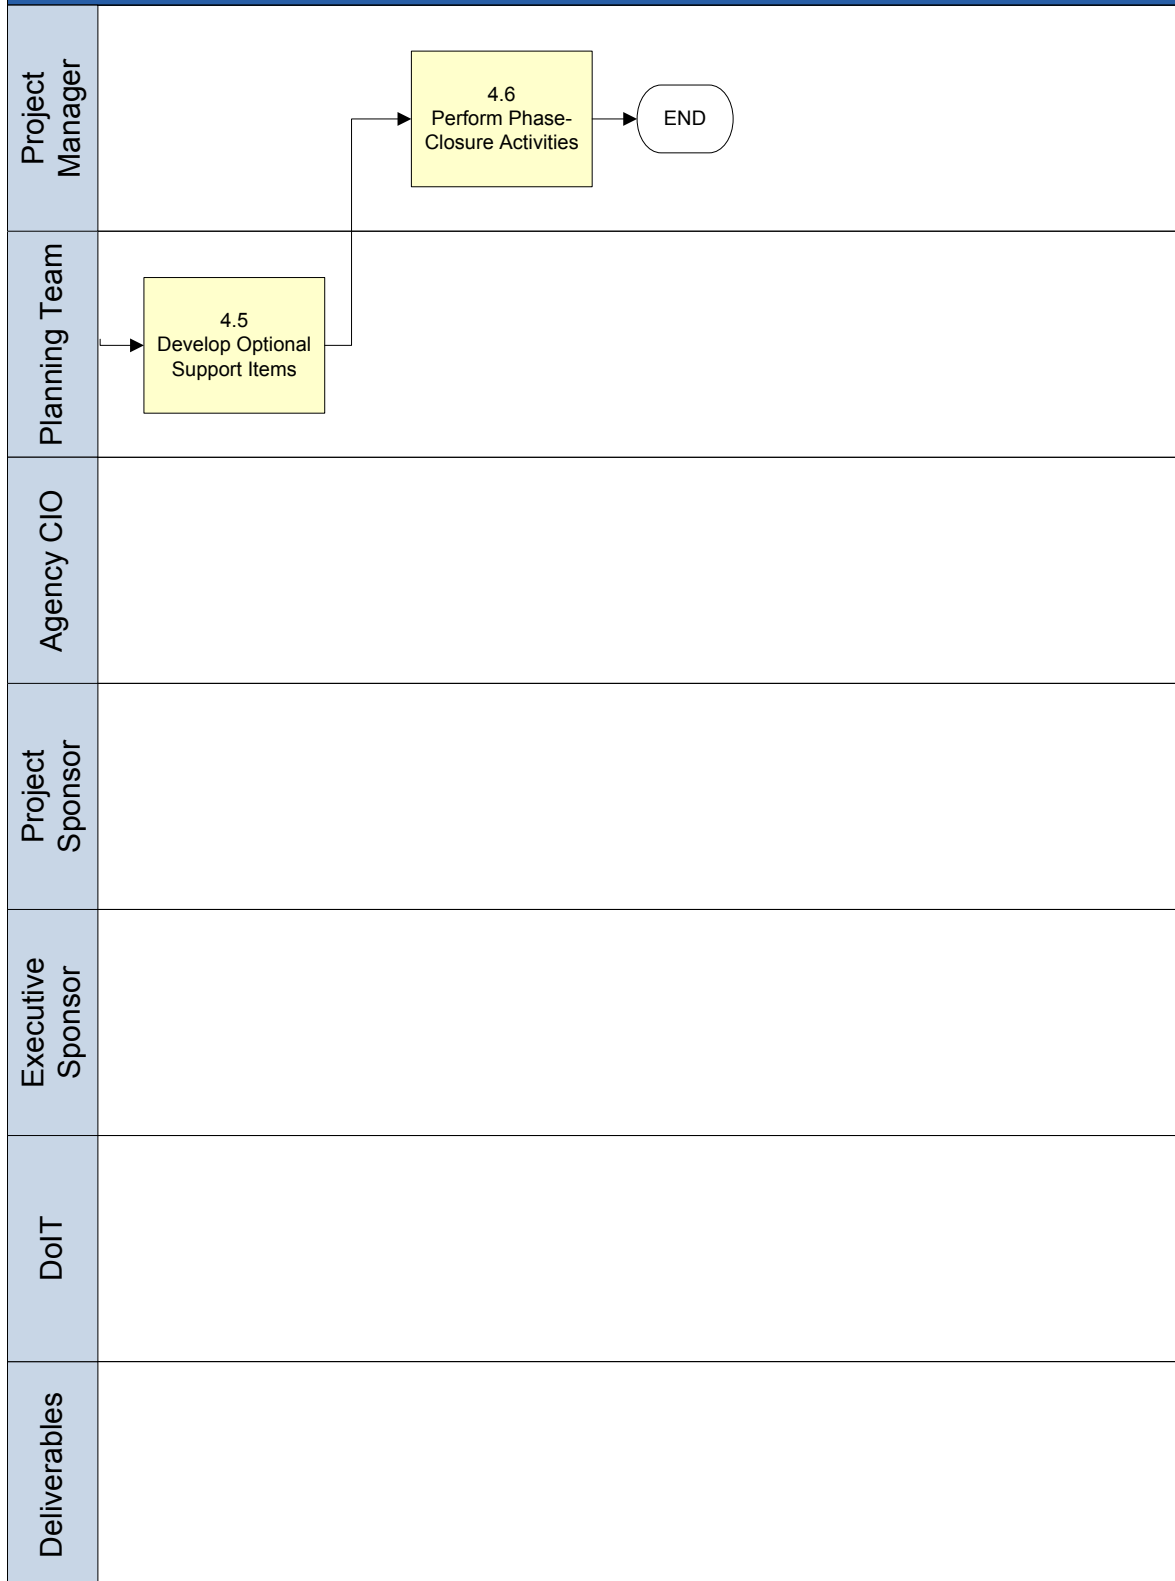 Project
Manager
4.6
Perform Phase-
Closure Activities
END
Planning Team
4.5
Develop Optional
Support Items
Agency CIO
Project
Sponsor
Executive
Sponsor
DoIT
Deliverables